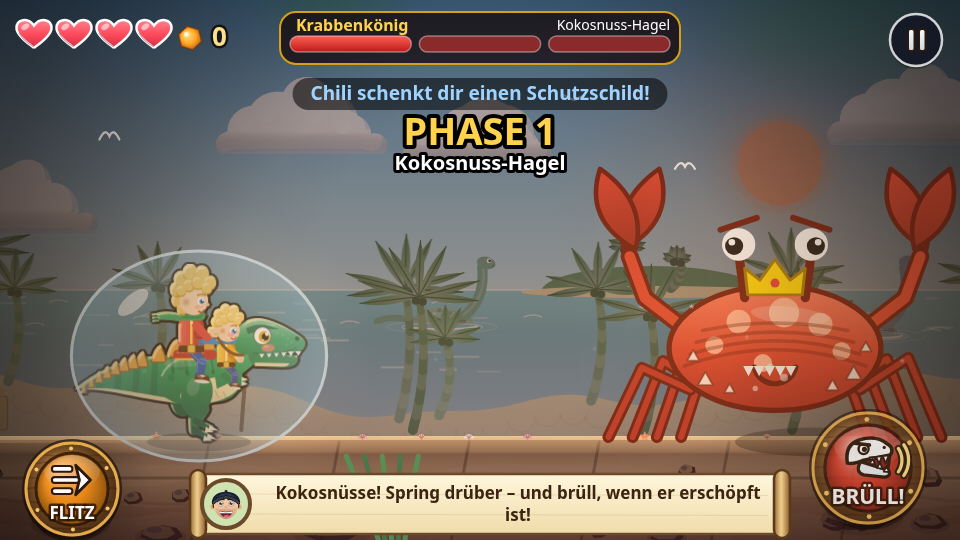 0
Krabbenkönig
Kokosnuss-Hagel
Chili schenkt dir einen Schutzschild!
PHASE 1
Kokosnuss-Hagel
FLITZ
Kokosnüsse! Spring drüber – und brüll, wenn er erschöpft
ist!
BRÜLL!